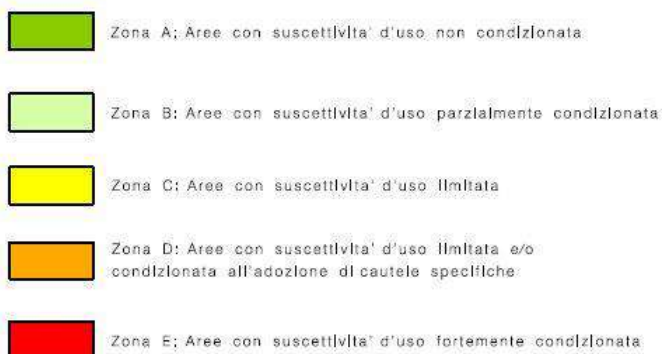 Zona A: Aree con suscettivita' d'uso non condizionata
Zona B: Aree con suscettivita' d'uso parzialmente condizionata
Zona C: Aree con suscettivita' d'uso limitata
Zona D: Aree con suscettivita' d'uso limitata e/o
condizionata all'adozione di cautele specifiche
Zona E: Aree con suscettivita' d'uso fortemente condizionata